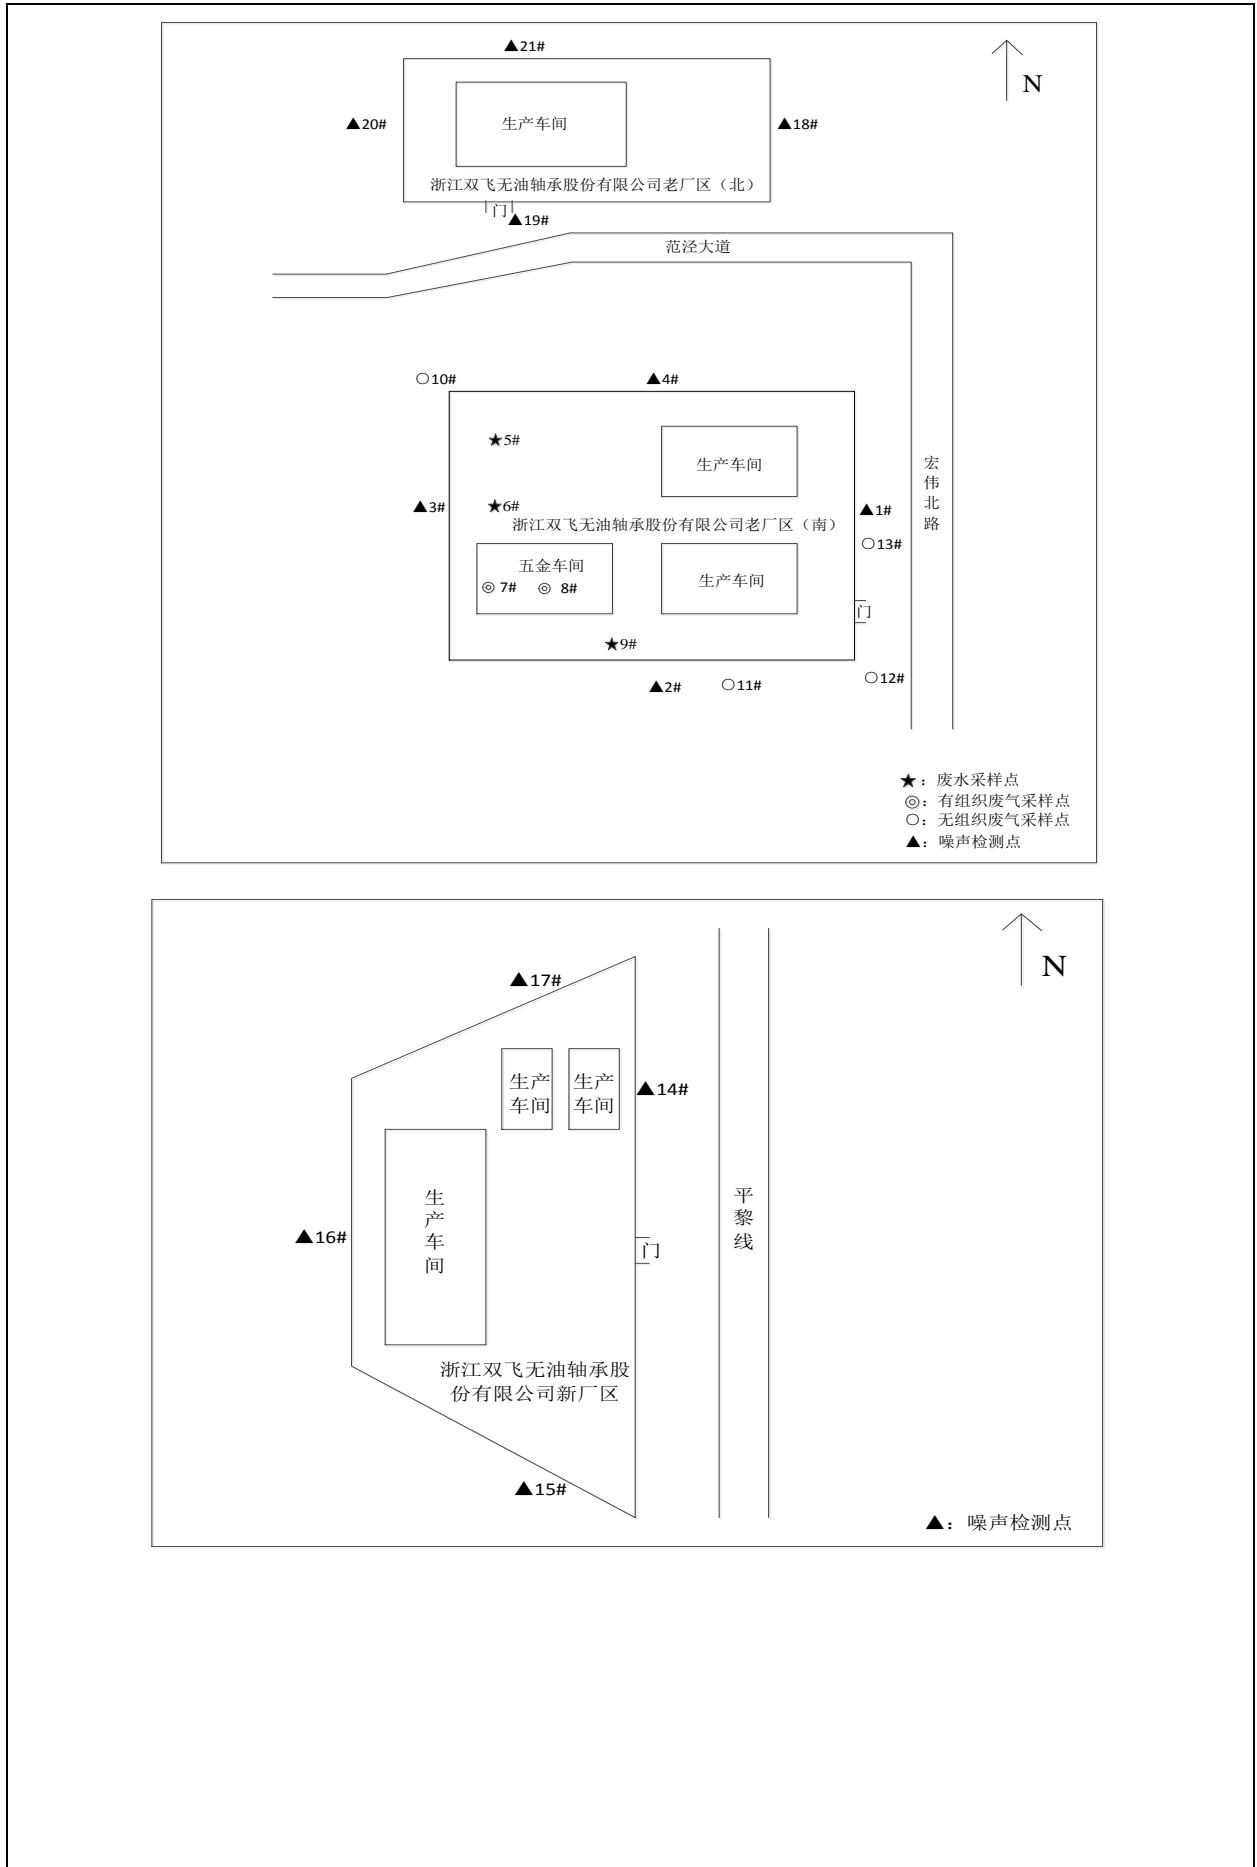 ▲21#
N
▲20#
生产车间
▲18#
浙江双飞无油轴承股份有限公司老厂区（北）
门
▲19#
范泾大道
○10#
▲4#
★5#
生产车间
宏伟北路
▲3#
★6#
▲1#
浙江双飞无油轴承股份有限公司老厂区（南）
○13#
五金车间
◎ 7#
◎ 8#
生产车间
门
★9#
▲2#
○11#
○12#
★：废水采样点
◎：有组织废气采样点
○：无组织废气采样点
▲：噪声检测点
N
▲17#
生产
车间
生产
车间
▲14#
生产车间
平黎线
▲16#
门
浙江双飞无油轴承股
份有限公司新厂区
▲15#
▲：噪声检测点